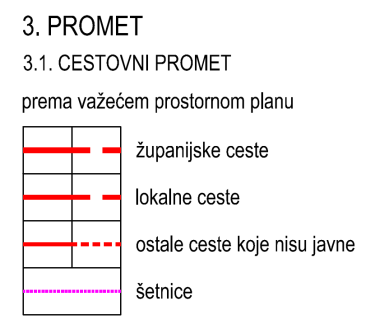 3. PROMET
3.1. CESTOVNI PROMET
prema važećem prostornom planu
županijske ceste
lokalne ceste
ostale ceste koje nisu javne
šetnice